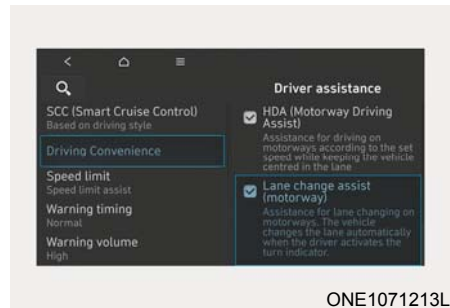 Driver assistance
SCC (Smart Cruise Control)
Based on driving style
Driving Convenience
Speed limit
Speed limit assist
Warning timing
Normal
Warning volume
High
HDA (Motorway Driving
Assist)
Assistance for driving on
motorways according to the set
speed while keeping the vehicle
centred in the lane
Lane change assist
(motorway)
Assistance for lane changing on
motorways. The vehicle
changes the lane automatically
when the driver activates the
turn indicator.
ONE1071213L